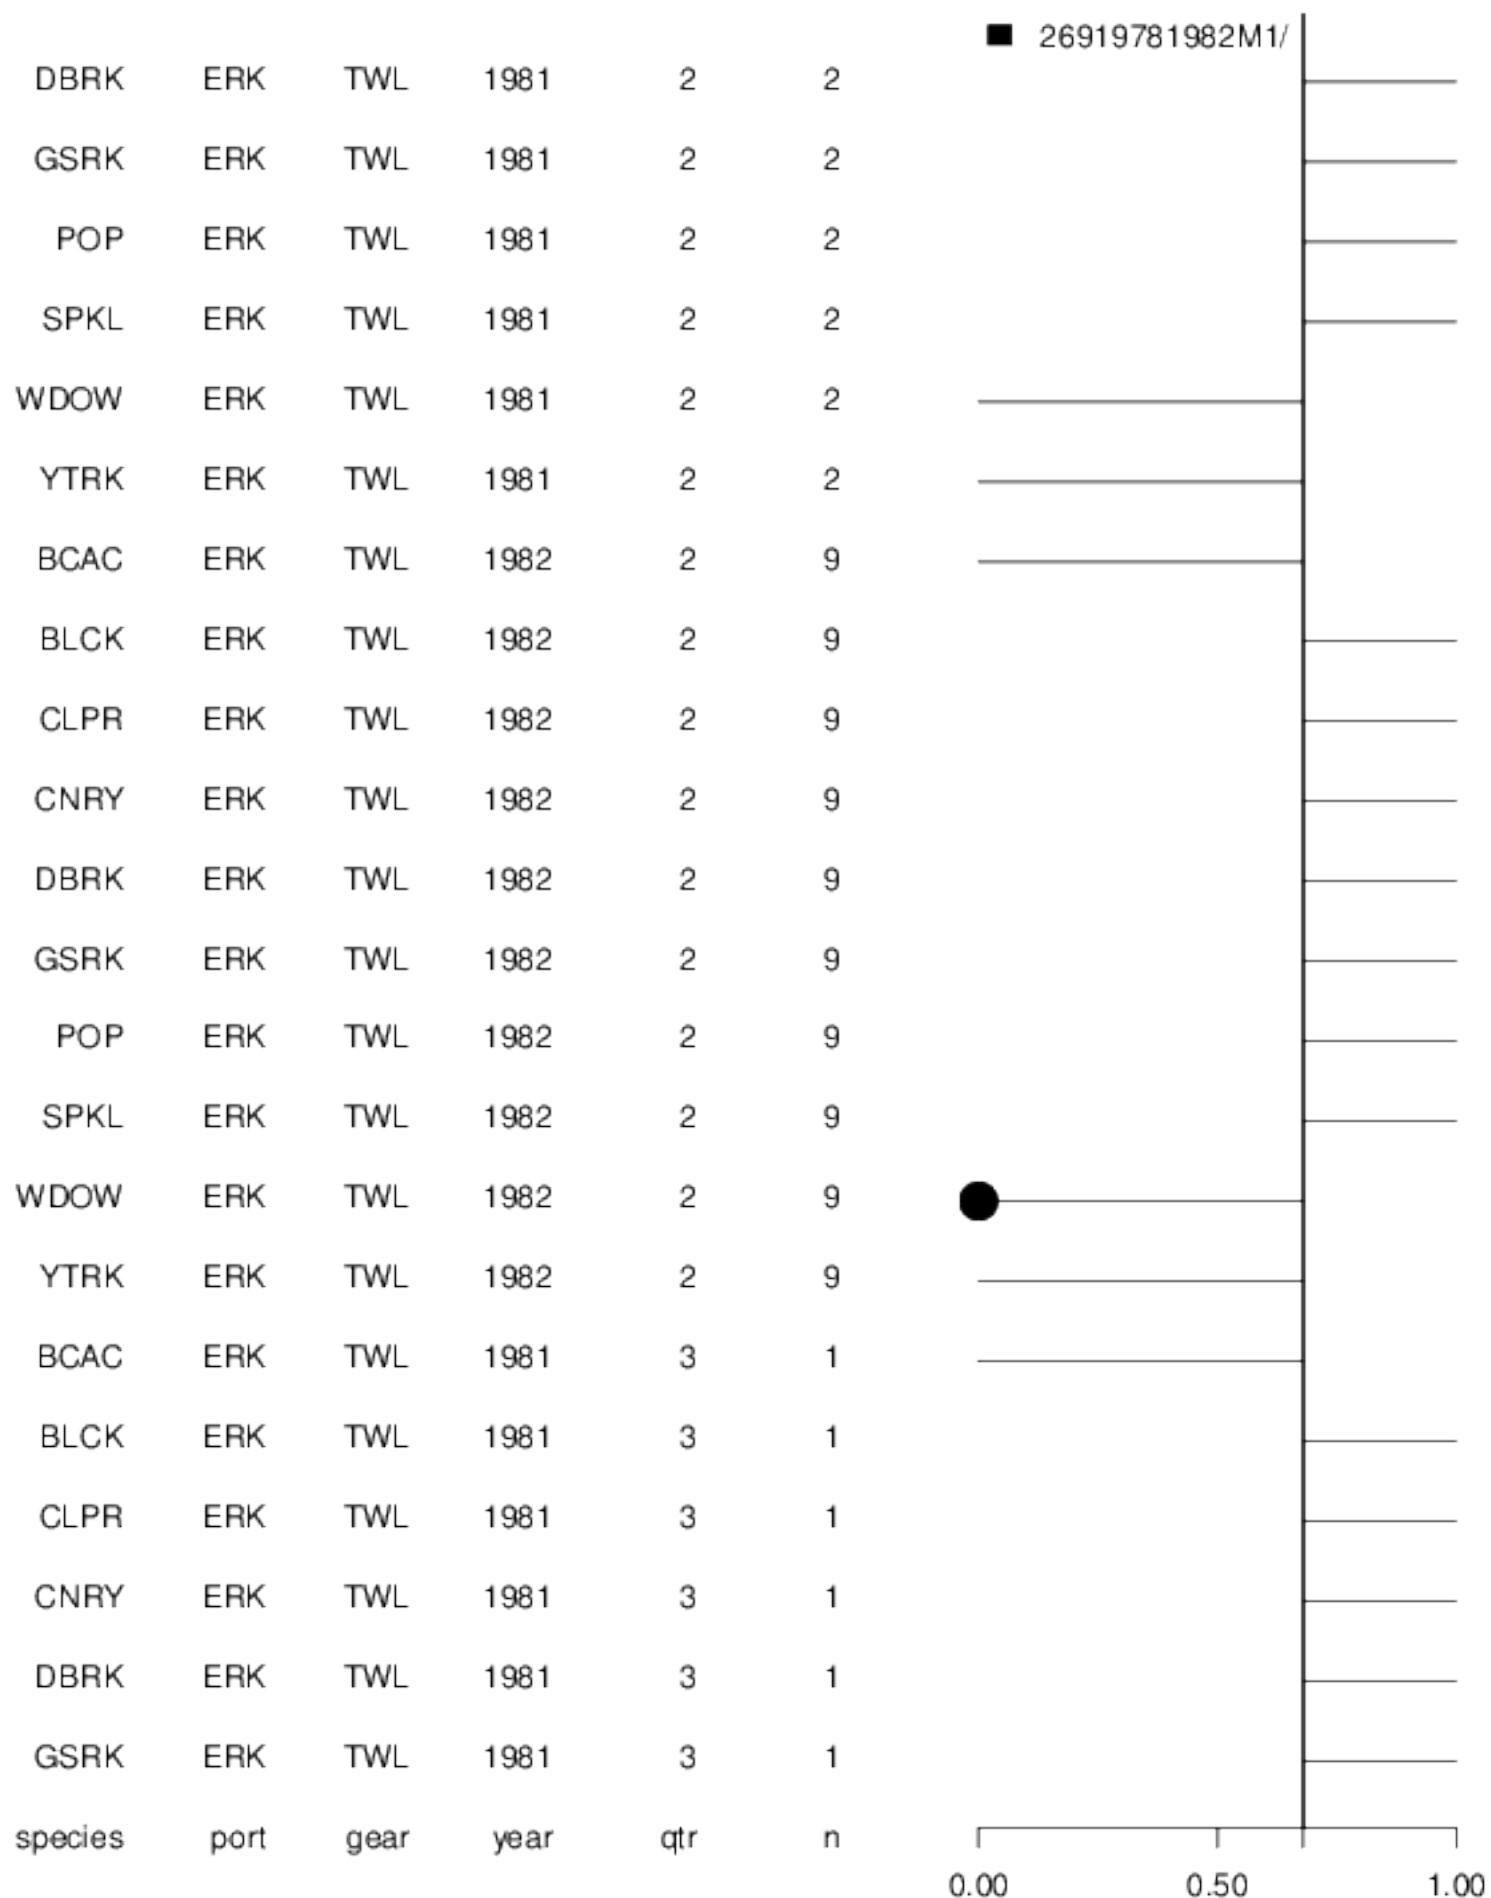 26919781982M1/
DBRK ERK TWL 1981 2 2
GSRK ERK TWL 1981 2 2
POP ERK TWL 1981 2 2
SPKL ERK TWL 1981 2 2
WDOW ERK TWL 1981 2 2
YTRK ERK TWL 1981 2 2
BCAC ERK TWL 1982 2 9
BLCK ERK TWL 1982 2 9
CLPR ERK TWL 1982 2 9
CNRY ERK TWL 1982 2 9
DBRK ERK TWL 1982 2 9
GSRK ERK TWL 1982 2 9
POP ERK TWL 1982 2 9
SPKL ERK TWL 1982 2 9
WDOW ERK TWL 1982 2 9
YTRK ERK TWL 1982 2 9
BCAC ERK TWL 1981 3 1
BLCK ERK TWL 1981 3 1
CLPR ERK TWL 1981 3 1
CNRY ERK TWL 1981 3 1
DBRK ERK TWL 1981 3 1
GSRK ERK TWL 1981 3 1
species port gear year qtr n
0.00 0.50 1.00